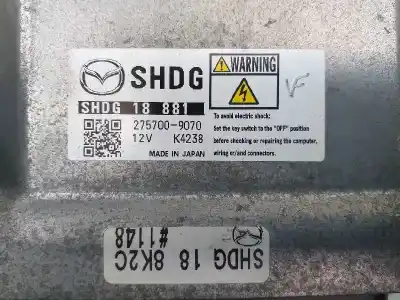 SHDG
WARNING
SHDG 18 881
275700-9070
12V K4238
MADE IN JAPAN
To avoid electric shock:
Set the key switch to the "OFF" position
before checking or repairing the computer,
wiring or/and connectors.
VF
SHDG 18 8K2C
#1148